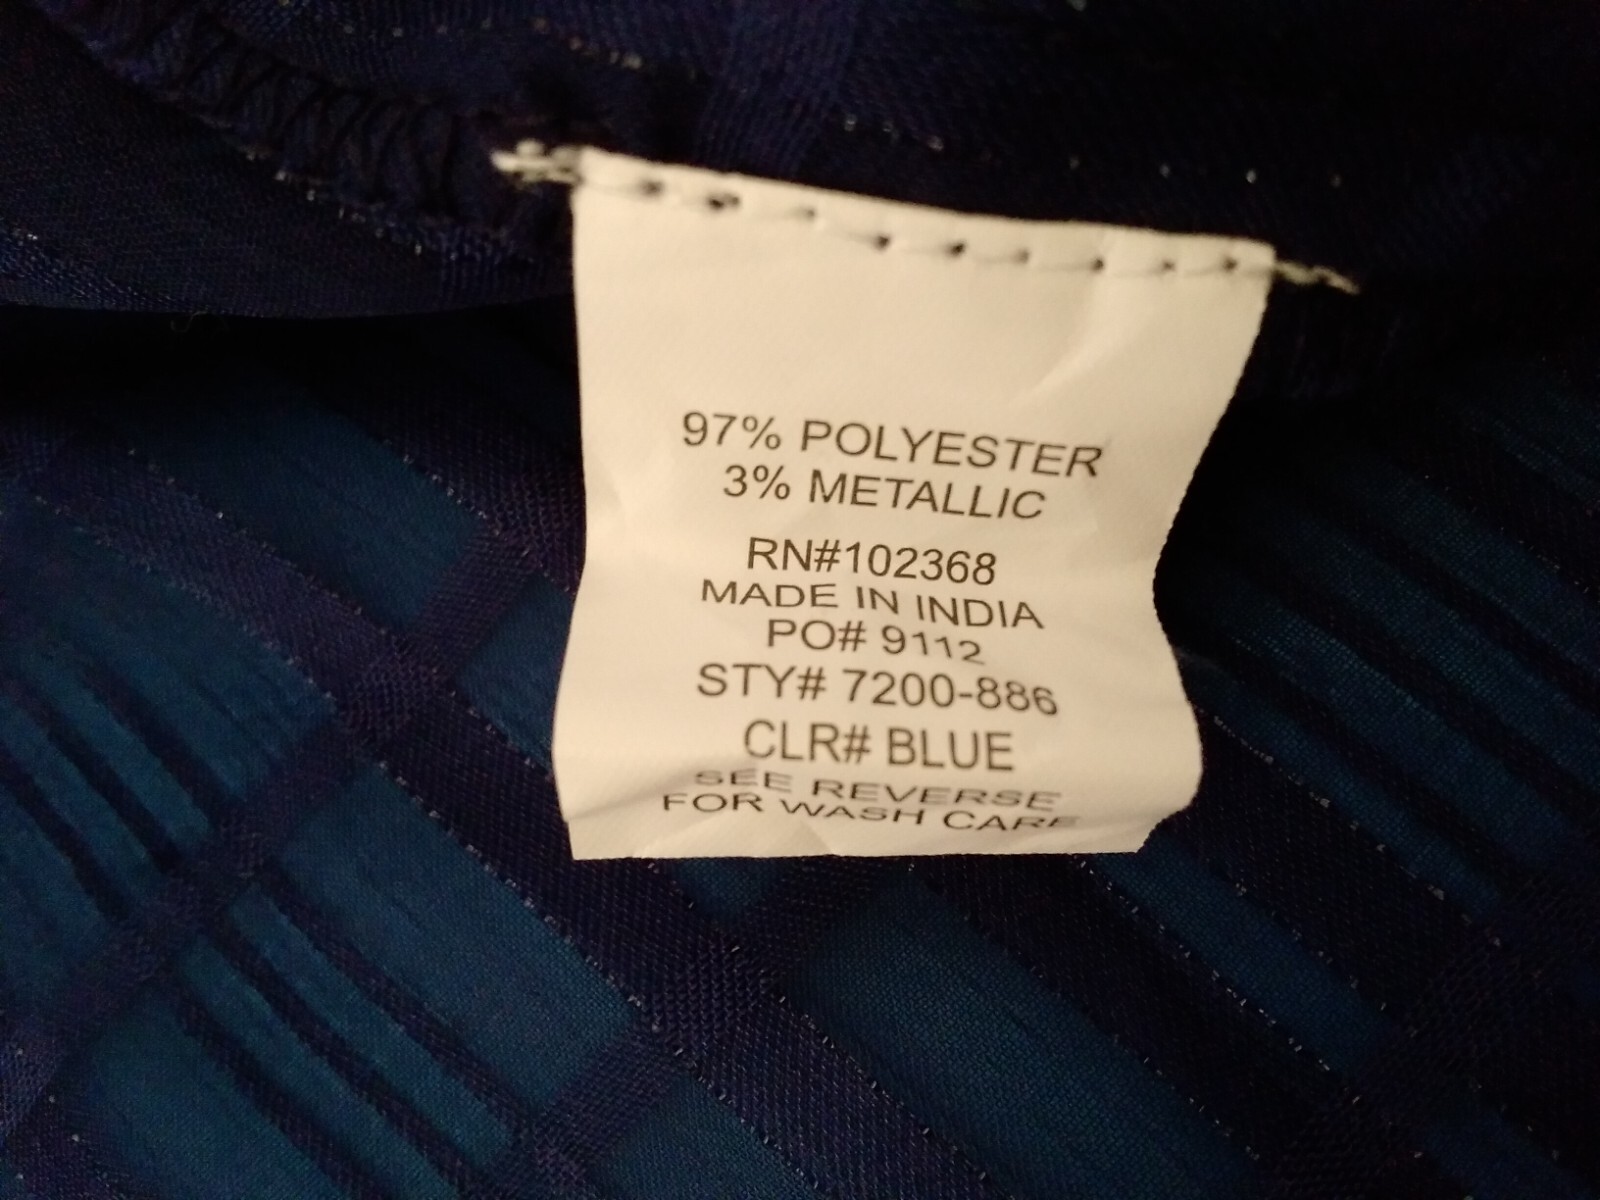 97% POLYESTER
3% METALLIC
RN#102368
MADE IN INDIA
PO# 9112
STY# 7200-886
CLR# BLUE
SEE REVERSE
FOR WASH CARE